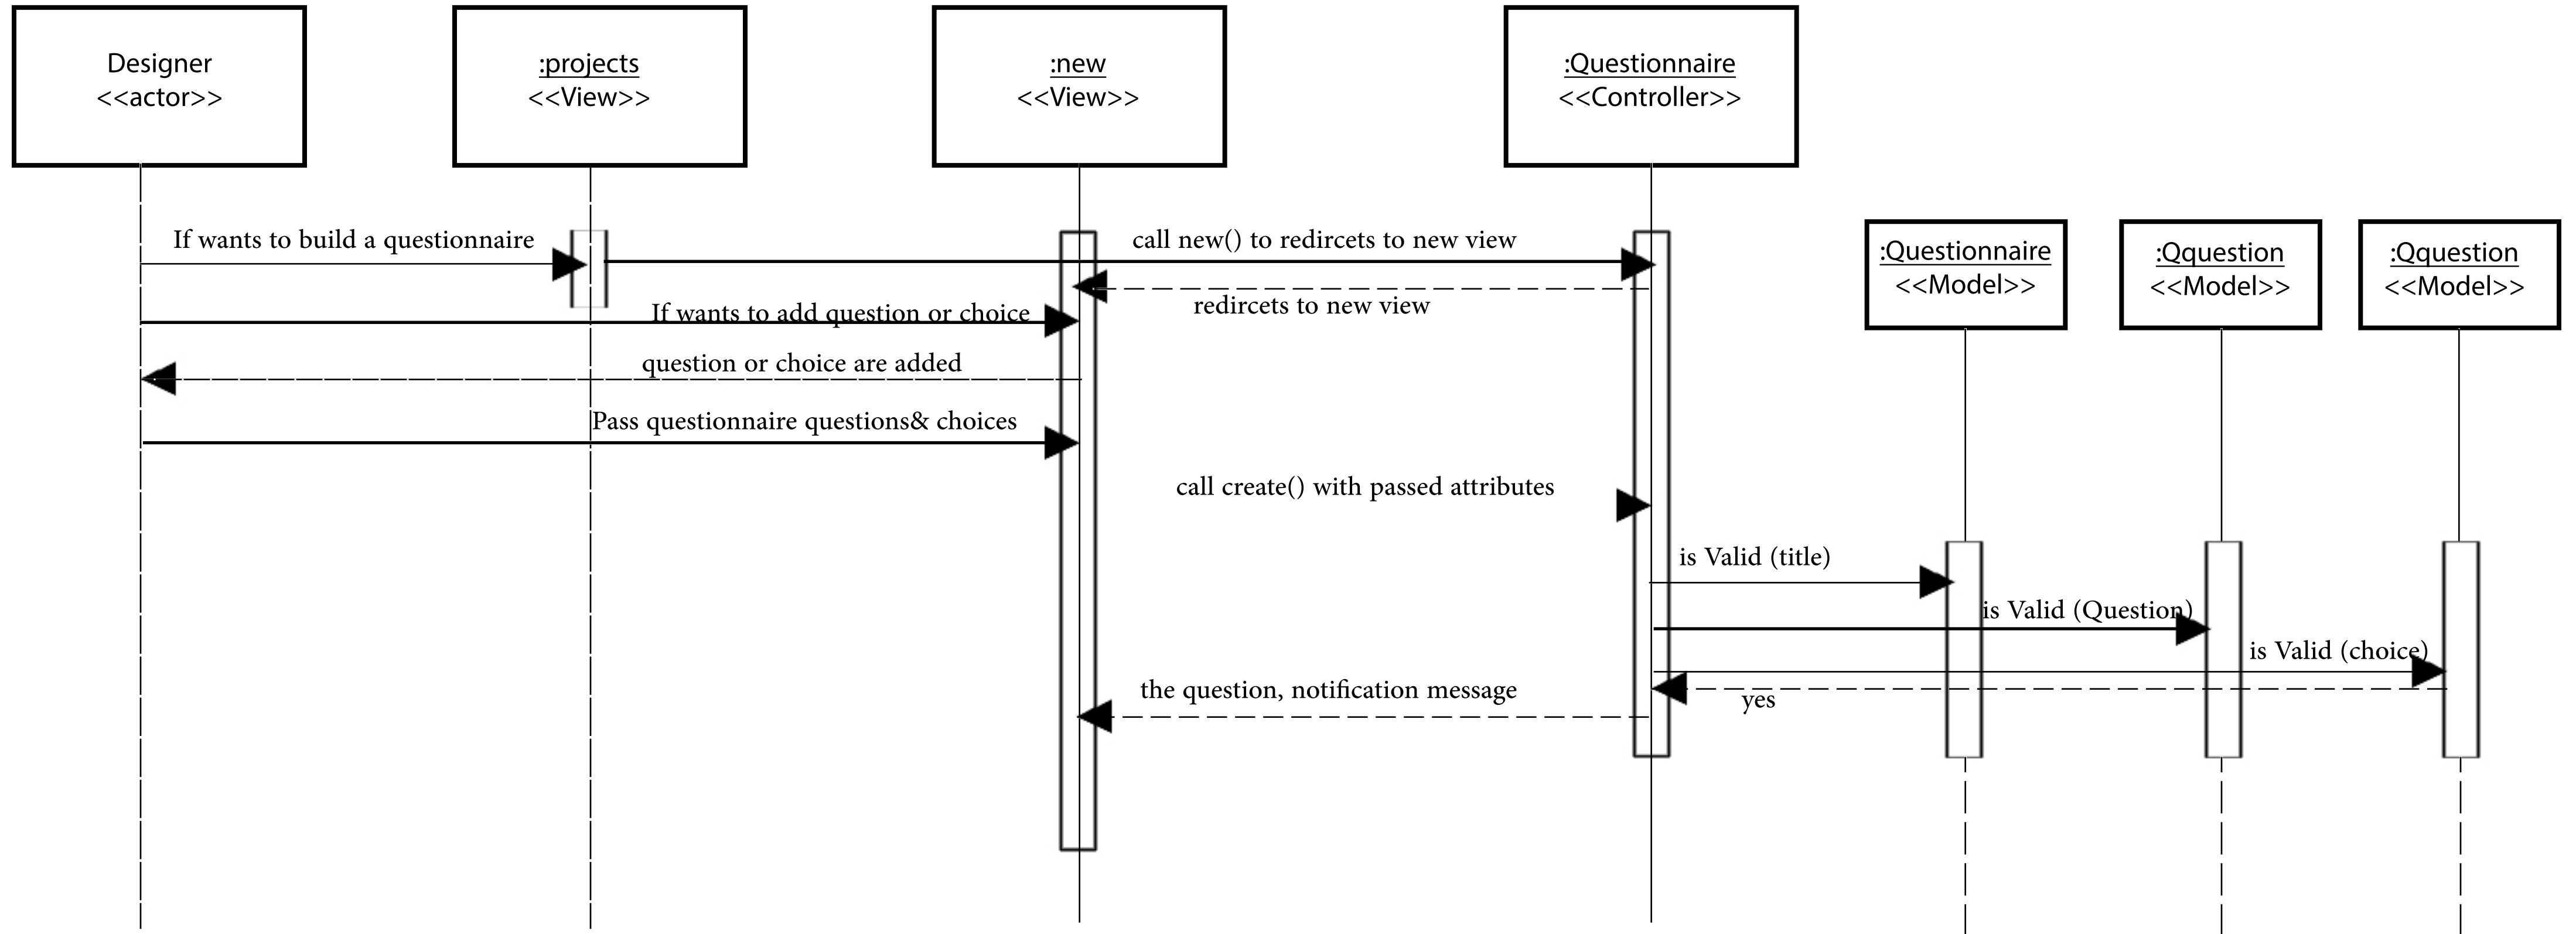 Designer
<<actor>>
:projects
<<View>>
:new
<<View>>
:Questionnaire
<<Controller>>
:Questionnaire
<<Model>>
:Qquestion
<<Model>>
:Qquestion
<<Model>>
If wants to build a questionnaire
call new() to redircets to new view
redircets to new view
If wants to add question or choice
question or choice are added
Pass questionnaire questions& choices
call create() with passed attributes
is Valid (title)
is Valid (Question)
is Valid (choice)
yes
the question, notification message